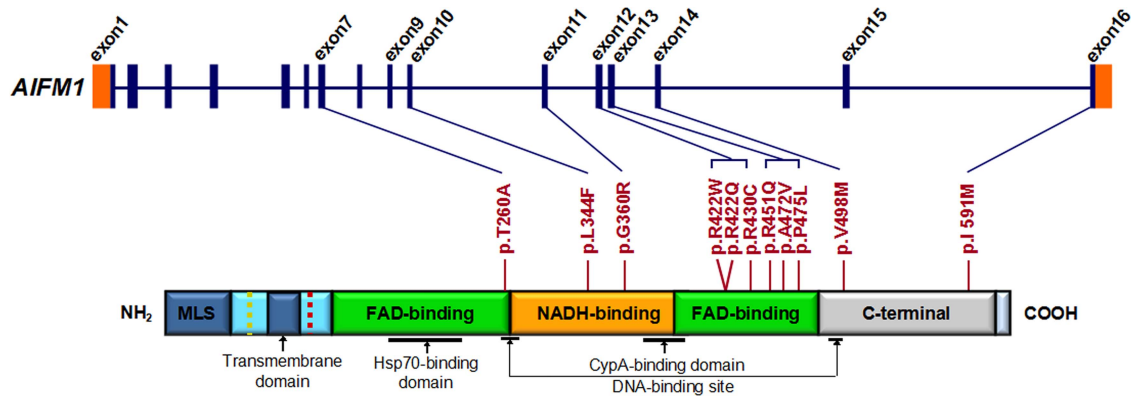 exon1
exon7
exon9
exon10
exon11
exon12
exon13
exon14
exon15
exon16
AIFM1
p.T260A
p.L344F
p.G360R
p.R422W
p.R422Q
p.R430C
p.R451Q
p.A472V
p.P475L
p.V498M
p.I 591M
NH2
MLS
FAD-binding
NADH-binding
FAD-binding
C-terminal
COOH
Transmembrane
domain
Hsp70-binding
domain
CypA-binding domain
DNA-binding site